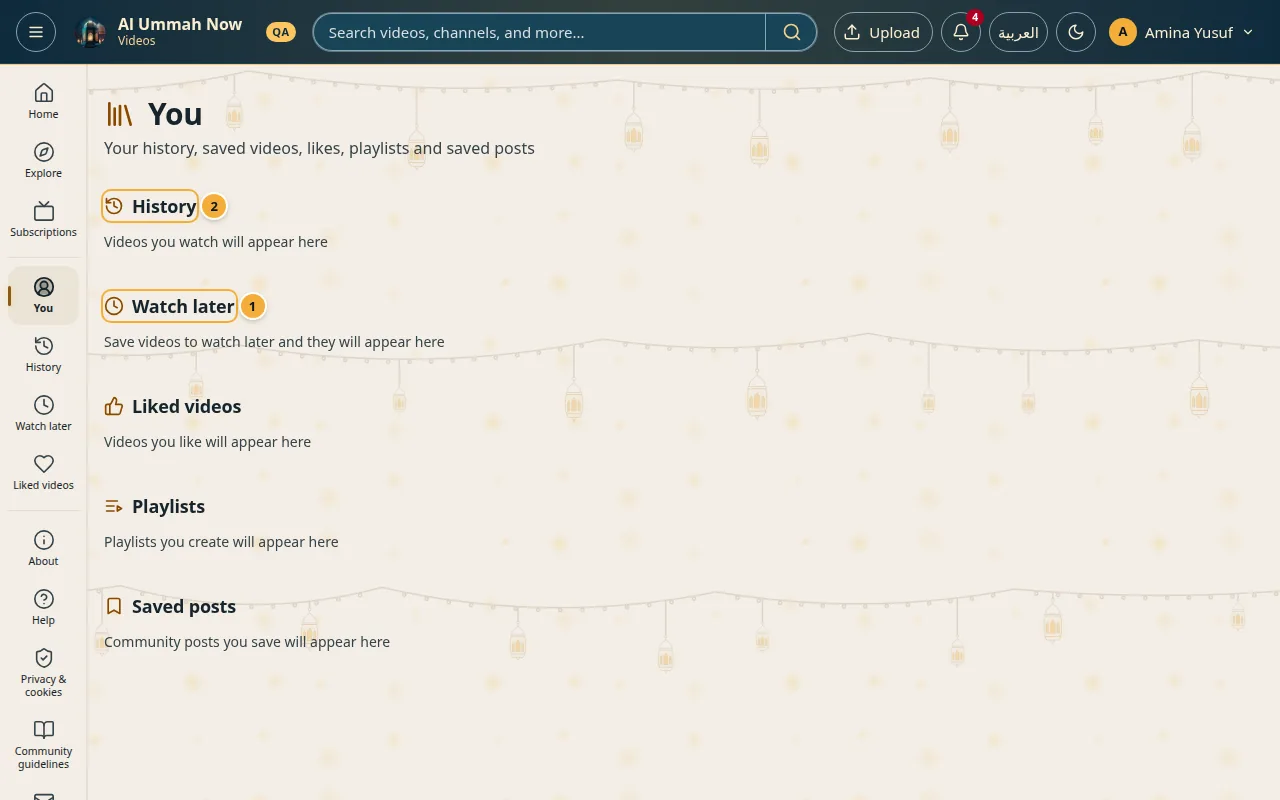 Al Ummah Now
Videos
QA
Search videos, channels, and more...
Upload
4
العربية
A
Amina Yusuf
Home
Explore
Subscriptions
You
History
Watch later
Liked videos
About
Help
Privacy &
cookies
Community
guidelines
You
Your history, saved videos, likes, playlists and saved posts
History
2
Videos you watch will appear here
Watch later
1
Save videos to watch later and they will appear here
Liked videos
Videos you like will appear here
Playlists
Playlists you create will appear here
Saved posts
Community posts you save will appear here